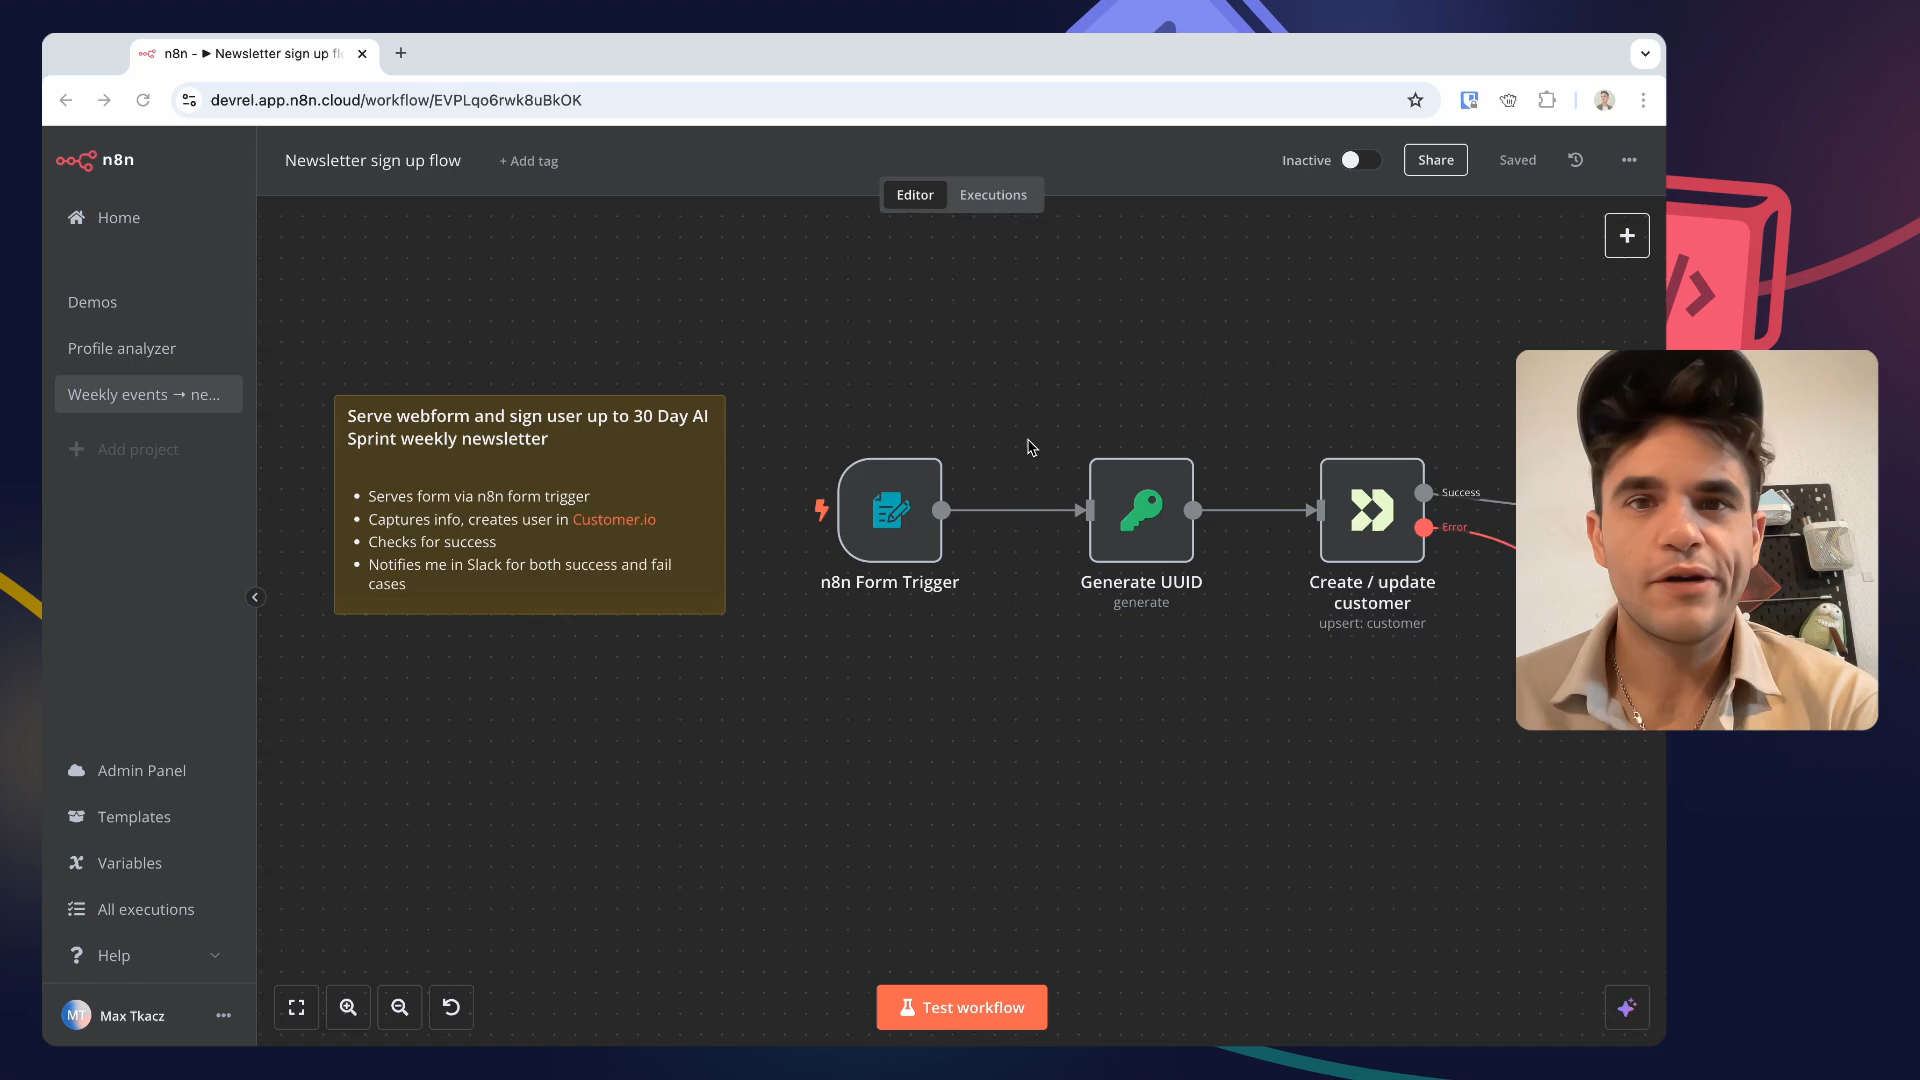 n8n - ▶ Newsletter sign up fl
devrel.app.n8n.cloud/workflow/EVPLqo6rwk8uBkOK
n8n
Newsletter sign up flow
+ Add tag
Inactive
Share
Saved
Editor
Executions
Home
Demos
Profile analyzer
Weekly events → ne...
Add project
Serve webform and sign user up to 30 Day AI
Sprint weekly newsletter
• Serves form via n8n form trigger
• Captures info, creates user in Customer.io
• Checks for success
• Notifies me in Slack for both success and fail
cases
n8n Form Trigger
Generate UUID
generate
Create / update
customer
upsert: customer
Success
Error
Admin Panel
Templates
Variables
All executions
Help
MT
Max Tkacz
Test workflow